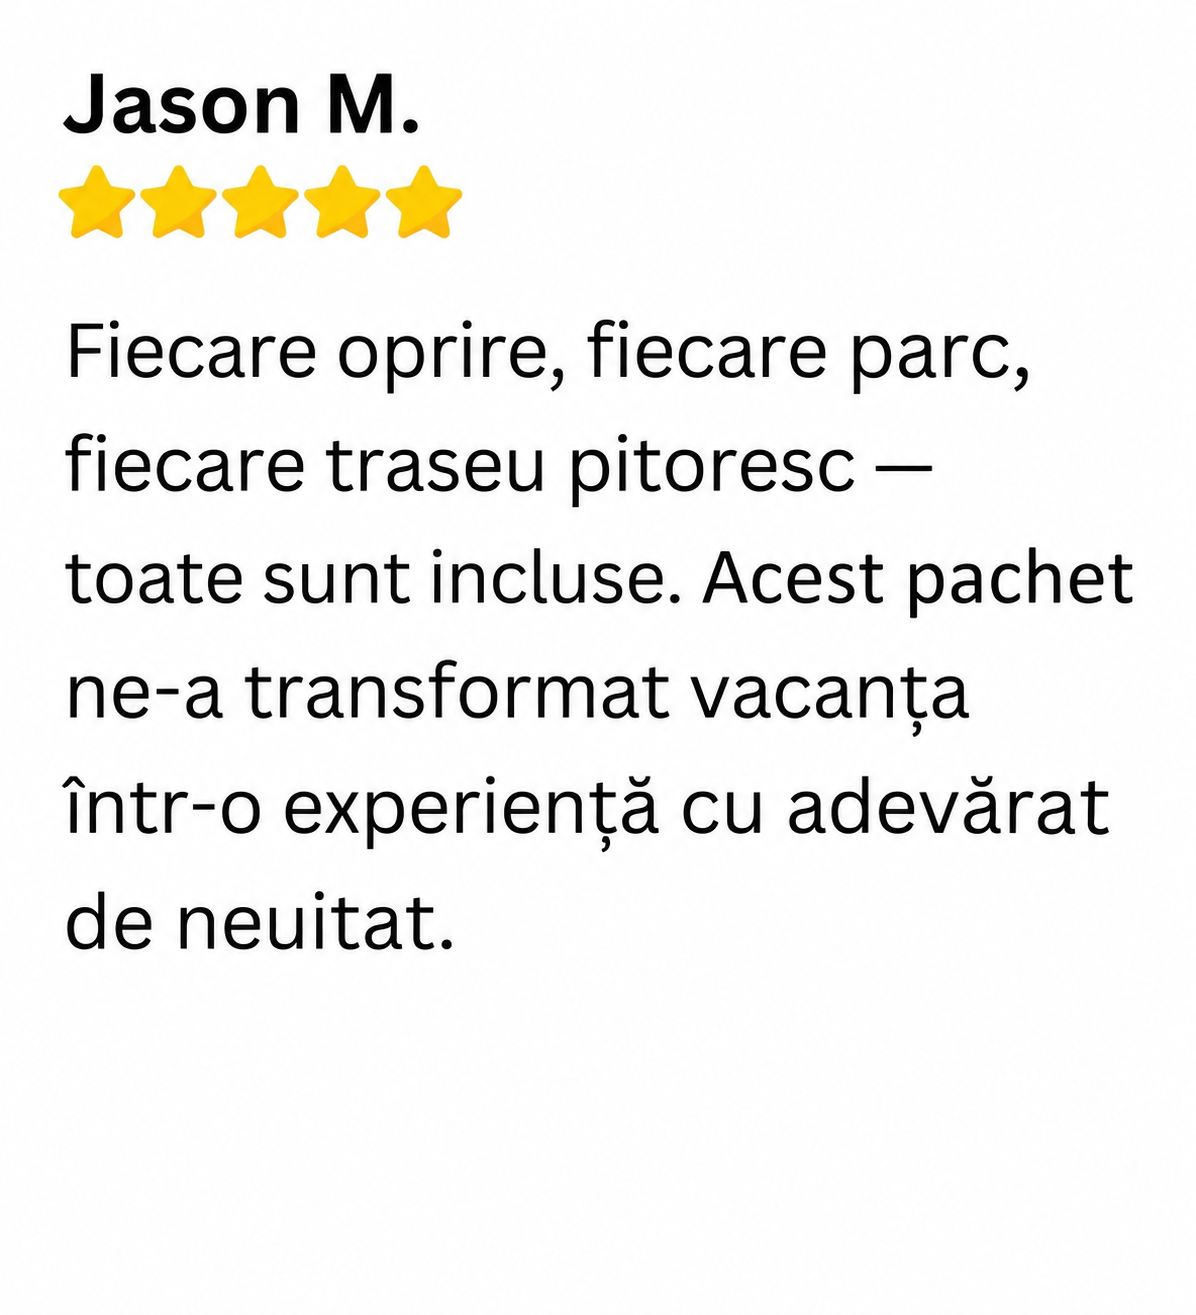 Jason M.
⭐⭐⭐⭐⭐
Fiecare oprire, fiecare parc,
fiecare traseu pitoresc —
toate sunt incluse. Acest pachet
ne-a transformat vacanța
într-o experiență cu adevărat
de neuitat.